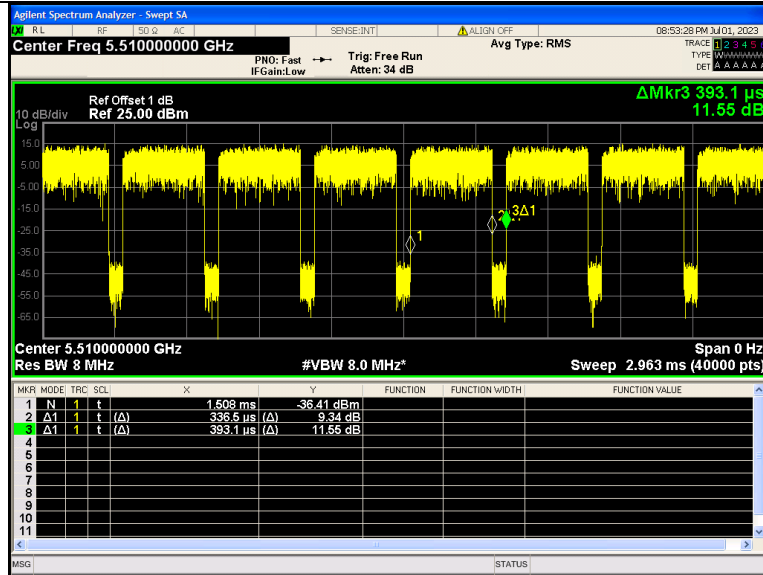 Agilent Spectrum Analyzer - Swept SA
RL RF 50 Ω AC SENSE:INT ALIGN OFF 08:53:28 PM Jul 01, 2023
Center Freq 5.510000000 GHz Avg Type: RMS TRACE 1 2 3 4 5
PNO: Fast Trig: Free Run TYPE
IFGain:Low Atten: 34 dB DET A A A A A
ΔMkr3 393.1 µs
Ref Offset 1 dB
10 dB/div Ref 25.00 dBm 11.55 dB
Log
15.0
5.00
-5.00
-15.0
3Δ1
-25.0
1
-35.0
-45.0
-55.0
-65.0
Center 5.510000000 GHz Span 0 Hz
Res BW 8 MHz #VBW 8.0 MHz* Sweep 2.963 ms (40000 pts)
MKR MODE TRC SCL X Y FUNCTION FUNCTION WIDTH FUNCTION VALUE
1 N 1 t 1.508 ms -36.41 dBm
2 Δ1 1 t (Δ) 336.5 µs (Δ) 9.34 dB
3 Δ1 1 t (Δ) 393.1 µs (Δ) 11.55 dB
4
5
6
7
8
9
10
11
MSG STATUS